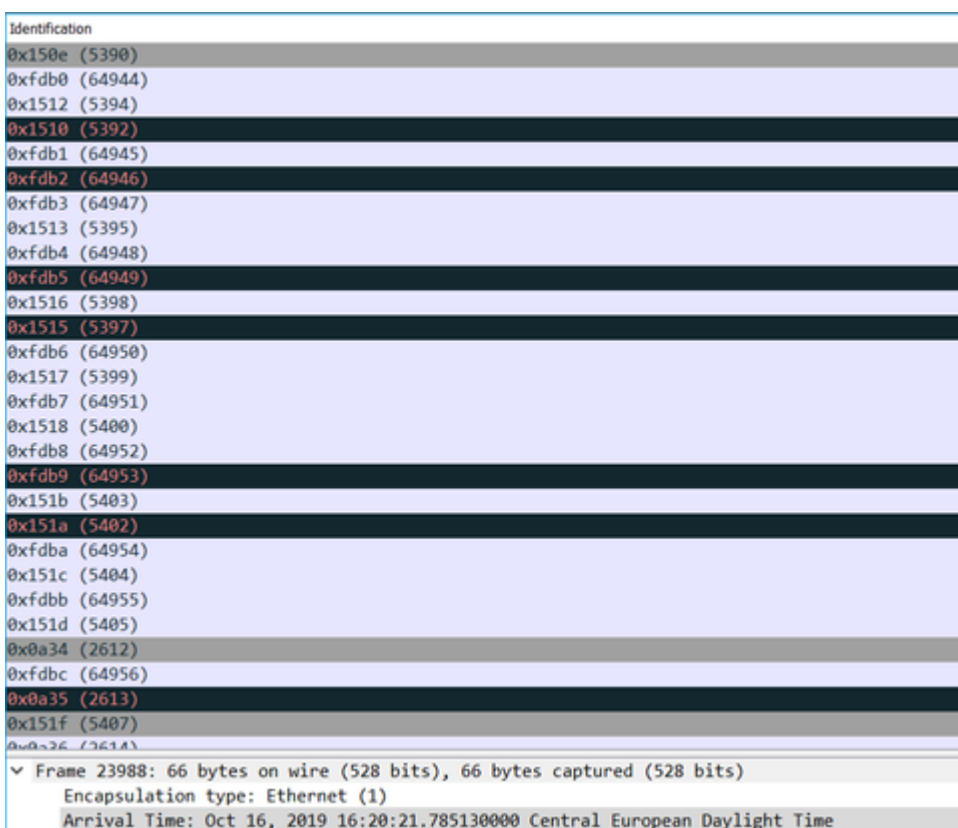 Identification
0x150e (5390)
0xfdb0 (64944)
0x1512 (5394)
0x1510 (5392)
0xfdb1 (64945)
0xfdb2 (64946)
0xfdb3 (64947)
0x1513 (5395)
0xfdb4 (64948)
0xfdb5 (64949)
0x1516 (5398)
0x1515 (5397)
0xfdb6 (64950)
0x1517 (5399)
0xfdb7 (64951)
0x1518 (5400)
0xfdb8 (64952)
0xfdb9 (64953)
0x151b (5403)
0x151a (5402)
0xfdba (64954)
0x151c (5404)
0xfdbb (64955)
0x151d (5405)
0x0a34 (2612)
0xfdbc (64956)
0x0a35 (2613)
0x151f (5407)
0x0a36 (2614)
Frame 23988: 66 bytes on wire (528 bits), 66 bytes captured (528 bits)
Encapsulation type: Ethernet (1)
Arrival Time: Oct 16, 2019 16:20:21.785130000 Central European Daylight Time